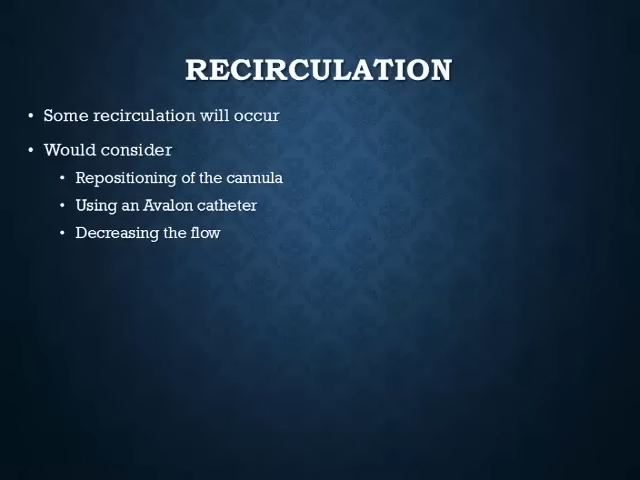 RECIRCULATION
• Some recirculation will occur
• Would consider
• Repositioning of the cannula
• Using an Avalon catheter
• Decreasing the flow